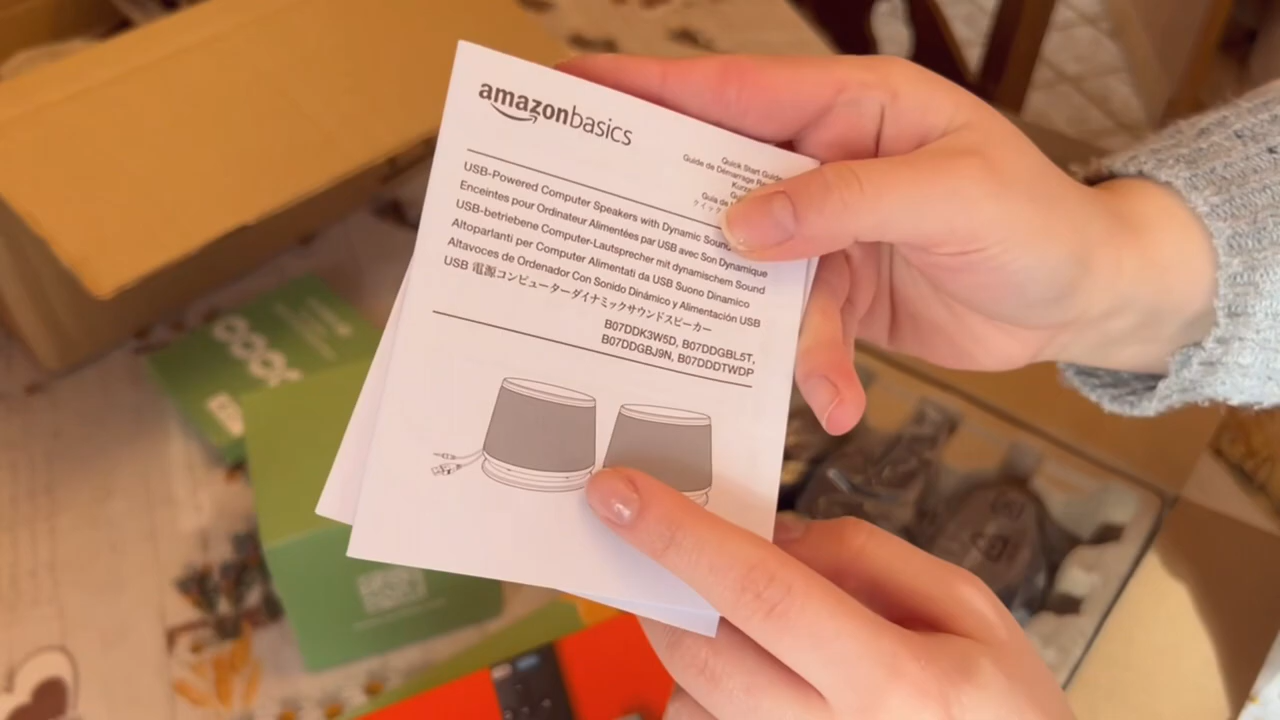 amazonbasics
Quick Start Guide
Guide de Démarrage
USB-Powered Computer Speakers with Dynamic Sound
Enceintes pour Ordinateur Alimentées par USB avec Son Dynamique
USB-betriebene Computer-Lautsprecher mit dynamischem Sound
Altoparlanti per Computer Alimentati da USB Suono Dinamico
Altavoces de Ordenador Con Sonido Dinámico y Alimentación USB
USB 電源コンピューターダイナミックサウンドスピーカー
B07DDK3W5D, B07DDGBL5T,
B07DDGBJ9N, B07DDDTWDP